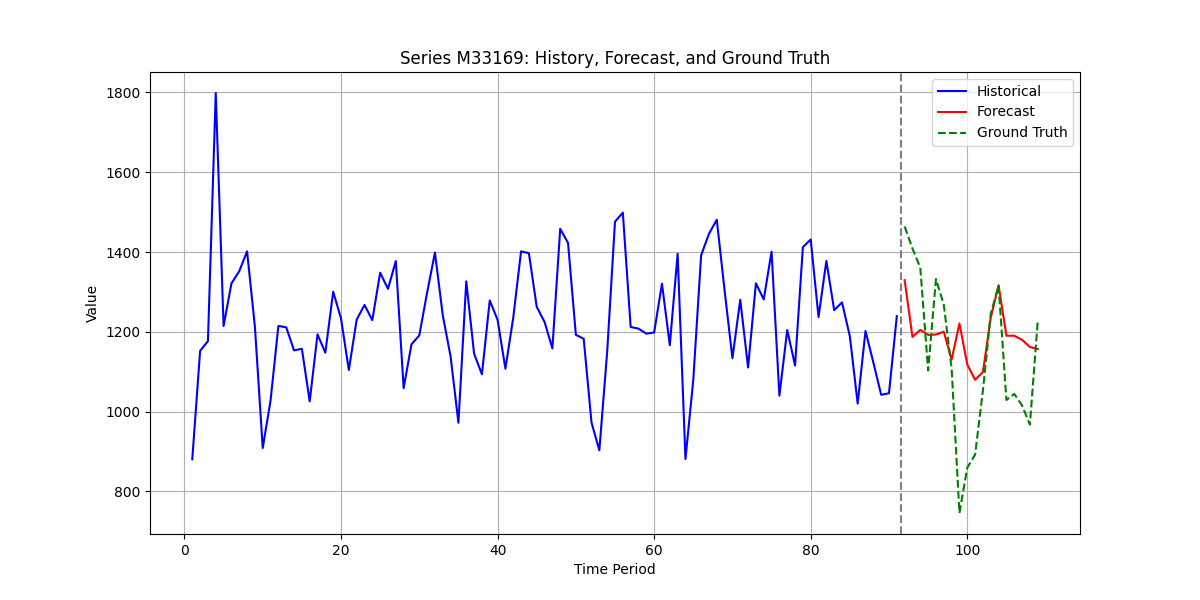 Series M33169: History, Forecast, and Ground Truth
Value
1800
1600
1400
1200
1000
800
0
20
40
60
80
100
Time Period
Historical
Forecast
Ground Truth